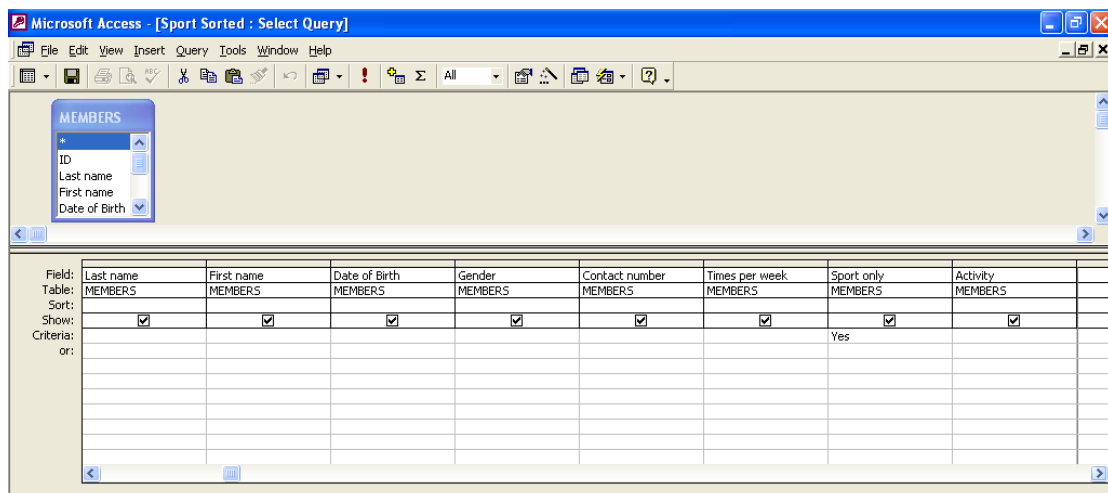 Microsoft Access - [Sport Sorted : Select Query]
File Edit View Insert Query Tools Window Help
ABC Σ All
MEMBERS
*
ID
Last name
First name
Date of Birth
Field: Last name First name Date of Birth Gender Contact number Times per week Sport only Activity
Table: MEMBERS MEMBERS MEMBERS MEMBERS MEMBERS MEMBERS MEMBERS MEMBERS
Sort:
Show:
Criteria: Yes
or: